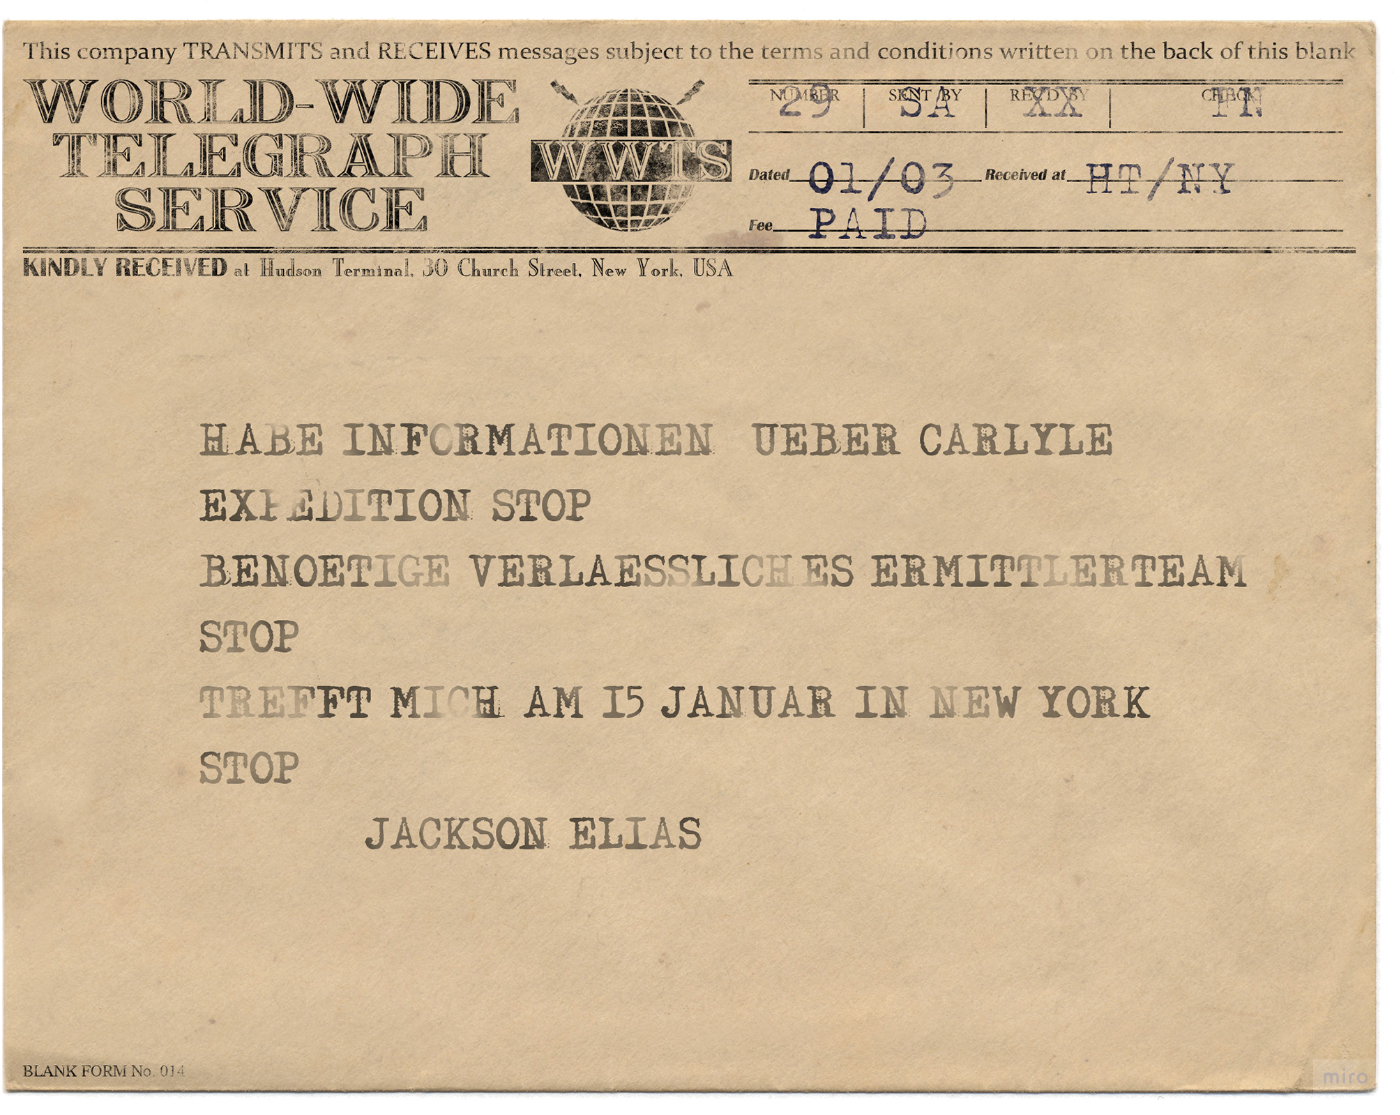 This company TRANSMITS and RECEIVES messages subject to the terms and conditions written on the back of this blank
WORLD-WIDE
TELEGRAPH
SERVICE
WWTS
NUMBER SENT BY REC'D BY CHECK
29 SA XX
Dated 01/03 Received at HT/NY
Fee PAID
KINDLY RECEIVED at Hudson Terminal, 30 Church Street, New York, USA
HABE INFORMATIONEN UEBER CARLYLE
EXPEDITION STOP
BENOETIGE VERLAESSLICHES ERMITTLERTEAM
STOP
TREFFT MICH AM 15 JANUAR IN NEW YORK
STOP
JACKSON ELIAS
BLANK FORM No. 014
miro